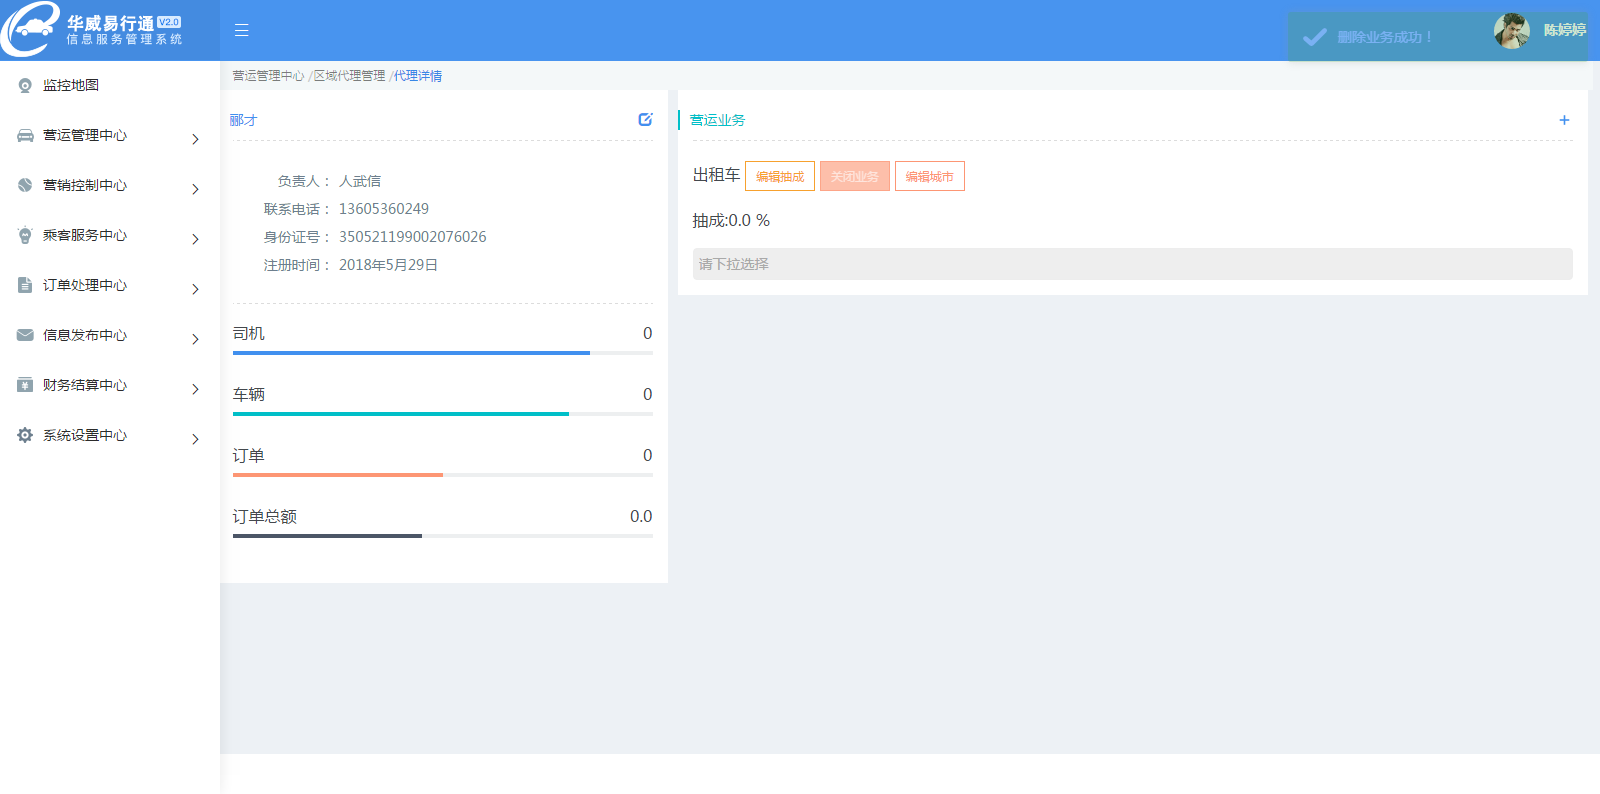 华威易行通 V2.0
信息服务管理系统
删除业务成功！
陈婷婷
监控地图
营运管理中心
营销控制中心
乘客服务中心
订单处理中心
信息发布中心
财务结算中心
系统设置中心
营运管理中心 /区域代理管理 /代理详情
郦才
负责人： 人武信
联系电话： 13605360249
身份证号： 350521199002076026
注册时间： 2018年5月29日
司机 0
车辆 0
订单 0
订单总额 0.0
营运业务 +
出租车 编辑抽成 关闭业务 编辑城市
抽成:0.0 %
请下拉选择